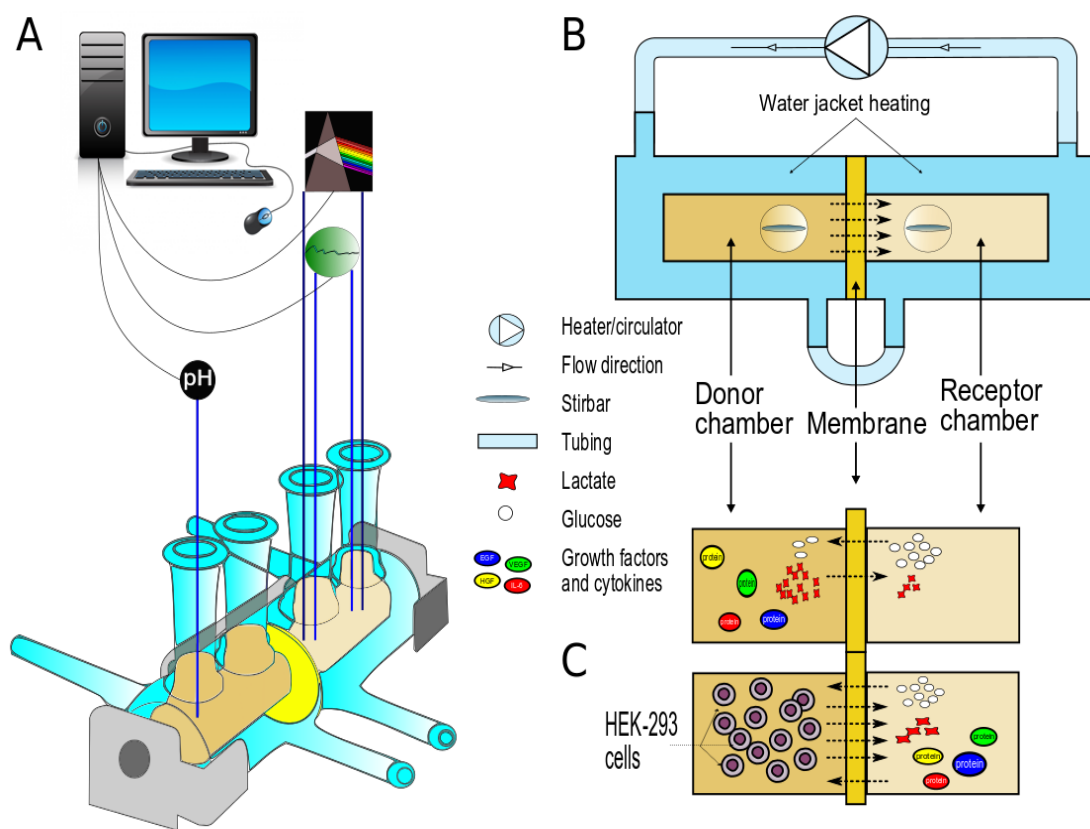 A
pH
B
Water jacket heating
Heater/circulator
Flow direction
Stirbar
Tubing
Lactate
Glucose
EGF
VEGF
HGF
IL-6
Growth factors
and cytokines
Donor
chamber
Membrane
Receptor
chamber
protein
protein
protein
protein
C
HEK-293
cells
protein
protein
protein
protein